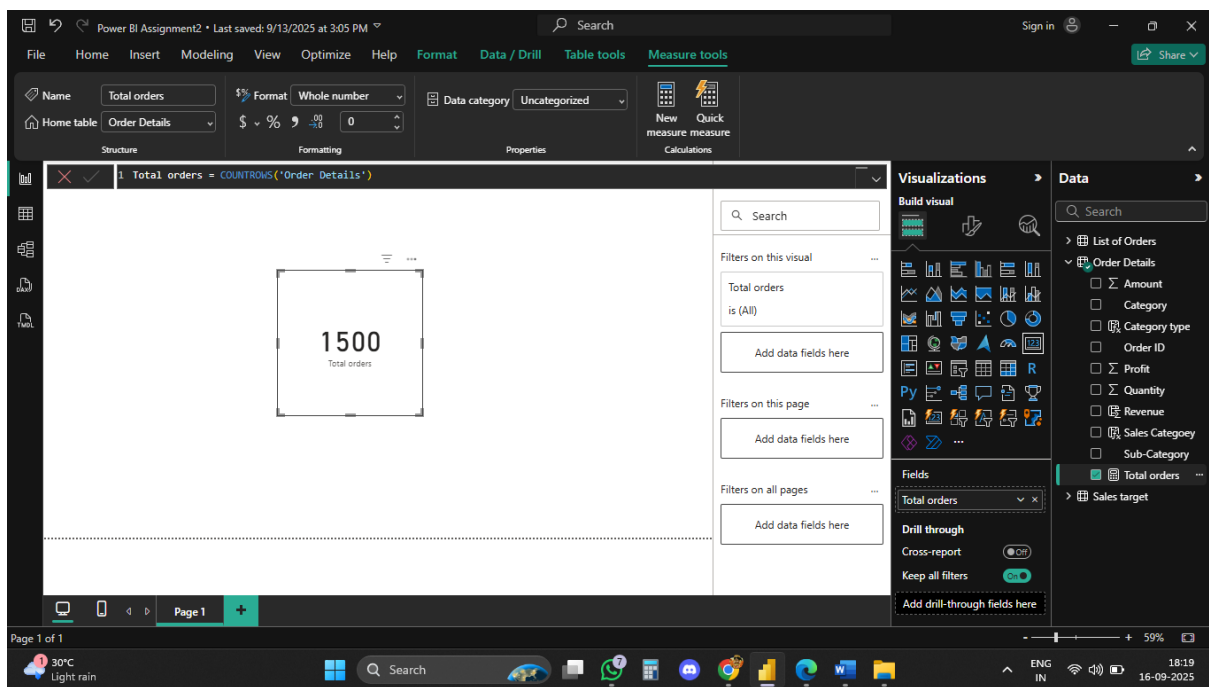 Power BI Assignment2 • Last saved: 9/13/2025 at 3:05 PM
Search
Sign in
File Home Insert Modeling View Optimize Help Format Data / Drill Table tools Measure tools
Share
Name Total orders
Home table Order Details
Structure
$% Format Whole number
$ % 9 .00 0
Formatting
Data category Uncategorized
Properties
New measure
Quick measure
Calculations
1 Total orders = COUNTROWS('Order Details')
DAX
TMDL
1500
Total orders
Search
Filters on this visual ...
Total orders
is (All)
Add data fields here
Filters on this page ...
Add data fields here
Filters on all pages ...
Add data fields here
Visualizations
Build visual
123
R
Py
...
Fields
Total orders
Drill through
Cross-report Off
Keep all filters On
Add drill-through fields here
Data
Search
List of Orders
Order Details
Σ Amount
Category
Category type
Order ID
Σ Profit
Σ Quantity
Revenue
Sales Categoey
Sub-Category
Total orders ...
Sales target
Page 1
+
Page 1 of 1
- + 59%
1
30°C
Light rain
Search
7
ENG
IN
18:19
16-09-2025